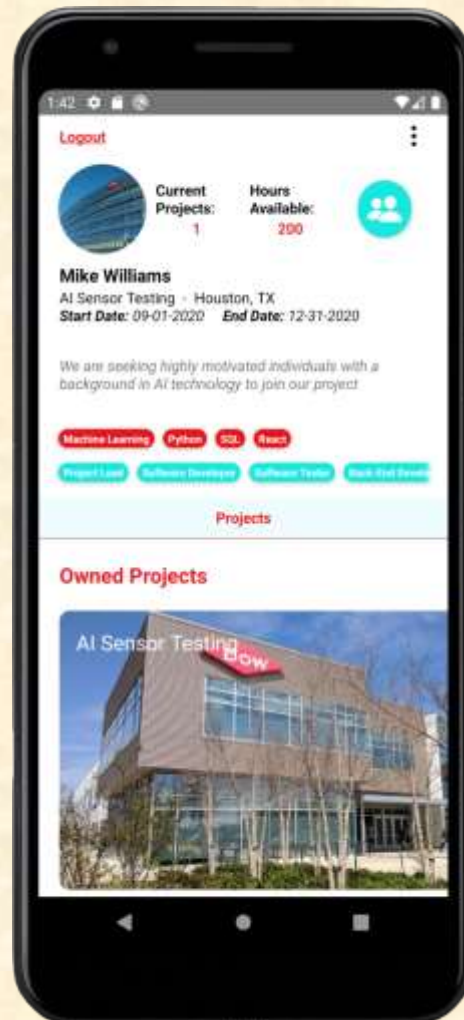 1:42
Logout
Current Projects:
1
Hours Available:
200
Mike Williams
AI Sensor Testing - Houston, TX
Start Date: 09-01-2020 End Date: 12-31-2020
We are seeking highly motivated individuals with a
background in AI technology to join our project
Machine Learning Python SQL React
Project Lead Software Developer Software Tester Back-End
Projects
Owned Projects
AI Sensor Testing
Dow